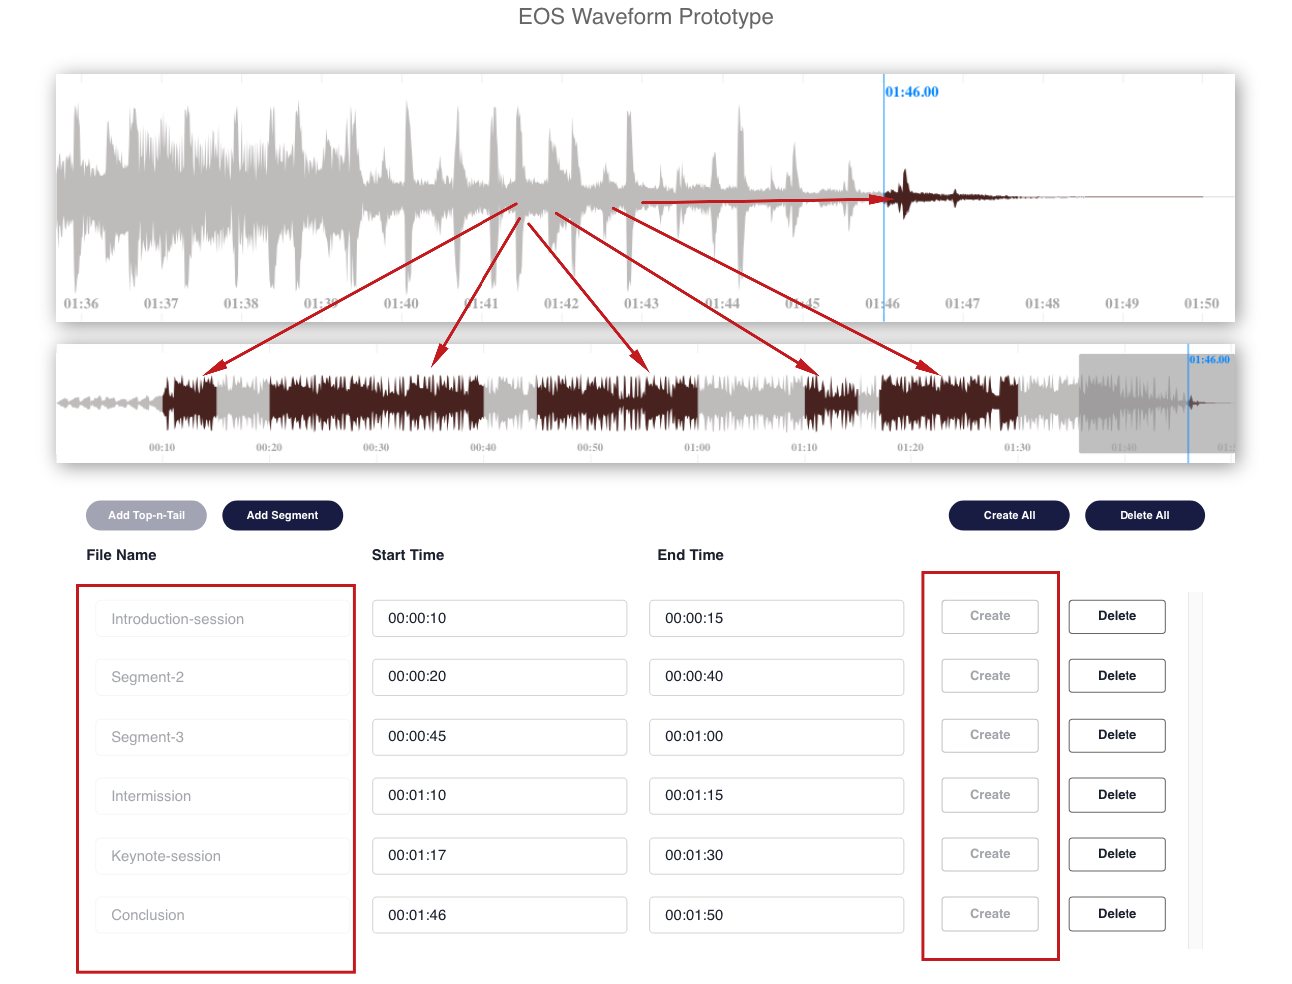 EOS Waveform Prototype
01:46.00
01:36 01:37 01:38 01:39 01:40 01:41 01:42 01:43 01:44 01:45 01:46 01:47 01:48 01:49 01:50
01:46.00
00:10 00:20 00:30 00:40 00:50 01:00 01:10 01:20 01:30 01:40
Add Top-n-Tail Add Segment Create All Delete All
File Name Start Time End Time
Introduction-session 00:00:10 00:00:15 Create Delete
Segment-2 00:00:20 00:00:40 Create Delete
Segment-3 00:00:45 00:01:00 Create Delete
Intermission 00:01:10 00:01:15 Create Delete
Keynote-session 00:01:17 00:01:30 Create Delete
Conclusion 00:01:46 00:01:50 Create Delete